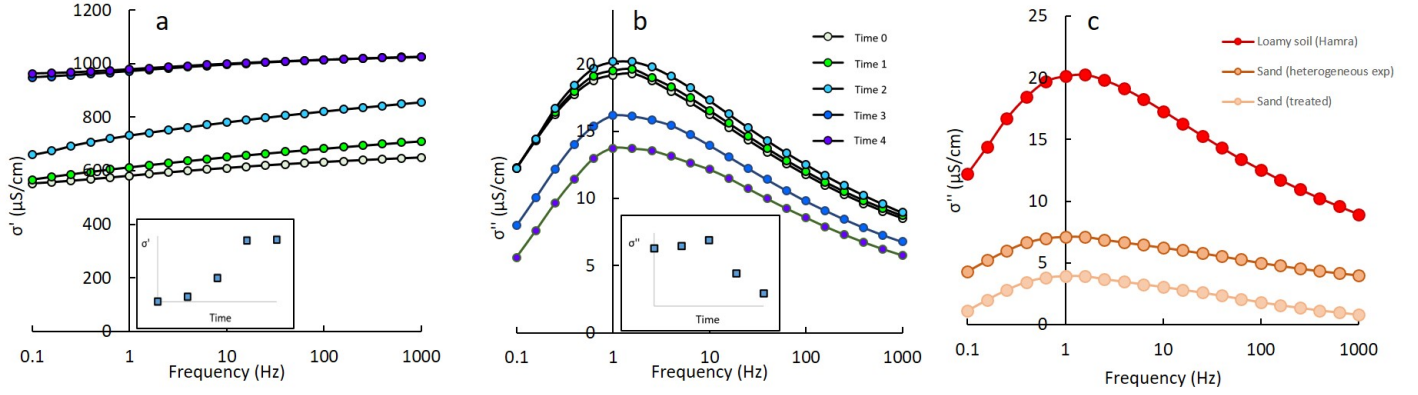 a
1200
1000
800
600
400
200
0
σ' (µS/cm)
0.1 1 10 100 1000
Frequency (Hz)
σ'
Time
b
20
15
10
5
0
σ'' (µS/cm)
0.1 1 10 100 1000
Frequency (Hz)
Time 0
Time 1
Time 2
Time 3
Time 4
σ''
Time
c
25
20
15
10
5
0
σ'' (µS/cm)
0.1 1 10 100 1000
Frequency (Hz)
Loamy soil (Hamra)
Sand (heterogeneous exp)
Sand (treated)